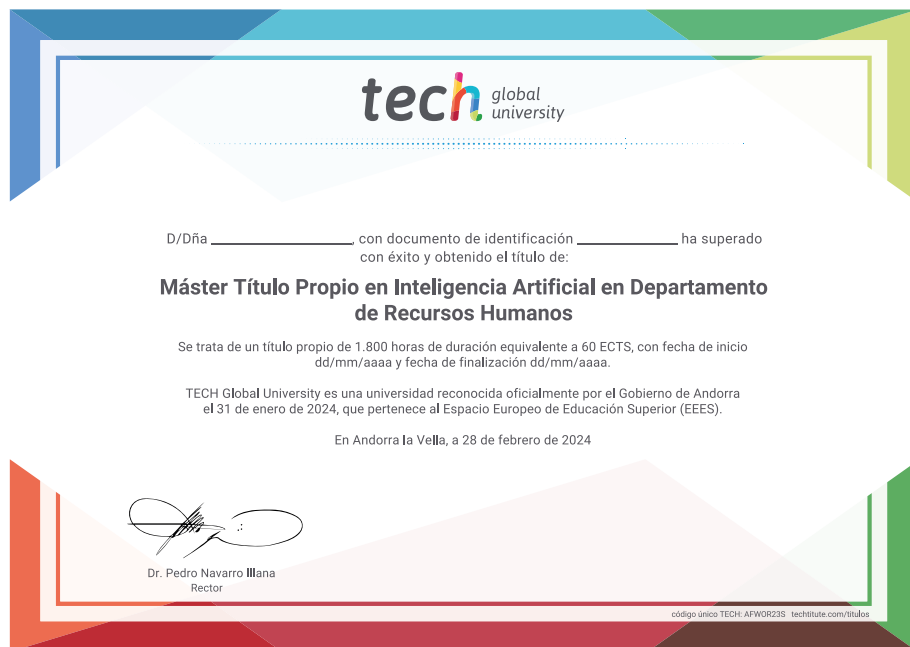 tech global university
D/Dña ____________________, con documento de identificación ______________ ha superado
con éxito y obtenido el título de:
Máster Título Propio en Inteligencia Artificial en Departamento
de Recursos Humanos
Se trata de un título propio de 1.800 horas de duración equivalente a 60 ECTS, con fecha de inicio
dd/mm/aaaa y fecha de finalización dd/mm/aaaa.
TECH Global University es una universidad reconocida oficialmente por el Gobierno de Andorra
el 31 de enero de 2024, que pertenece al Espacio Europeo de Educación Superior (EEES).
En Andorra la Vella, a 28 de febrero de 2024
Dr. Pedro Navarro Illana
Rector
código único TECH: AFWOR23S techtitute.com/titulos